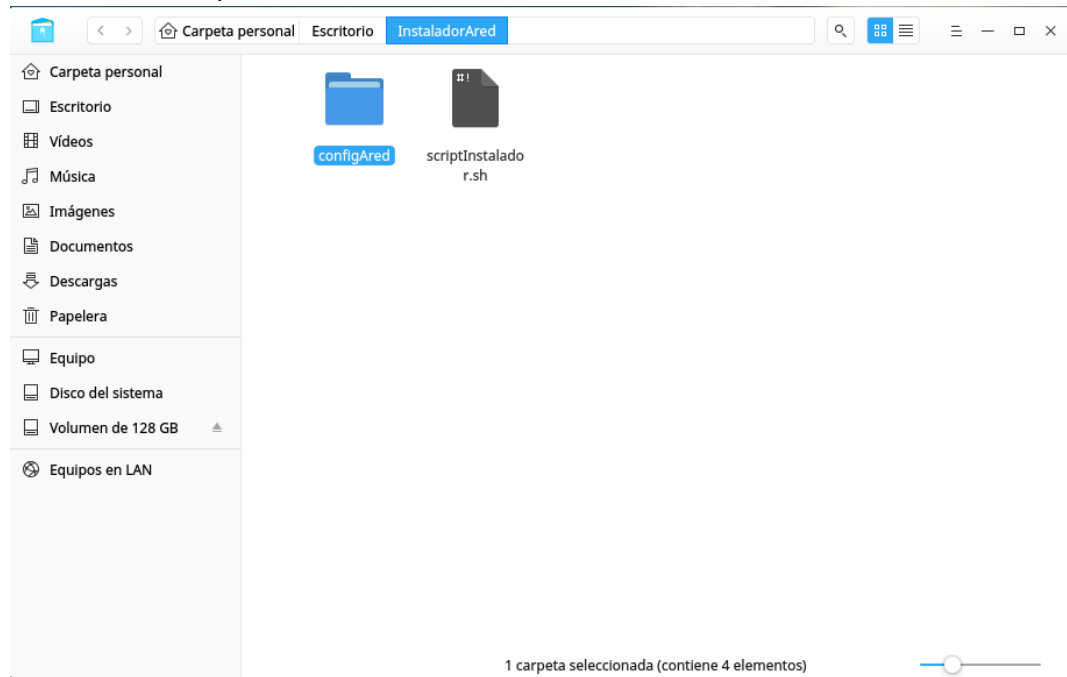 Carpeta personal Escritorio InstaladorAred
Carpeta personal
Escritorio
Vídeos
Música
Imágenes
Documentos
Descargas
Papelera
Equipo
Disco del sistema
Volumen de 128 GB
Equipos en LAN
#!
configAred
scriptInstalado
r.sh
1 carpeta seleccionada (contiene 4 elementos)